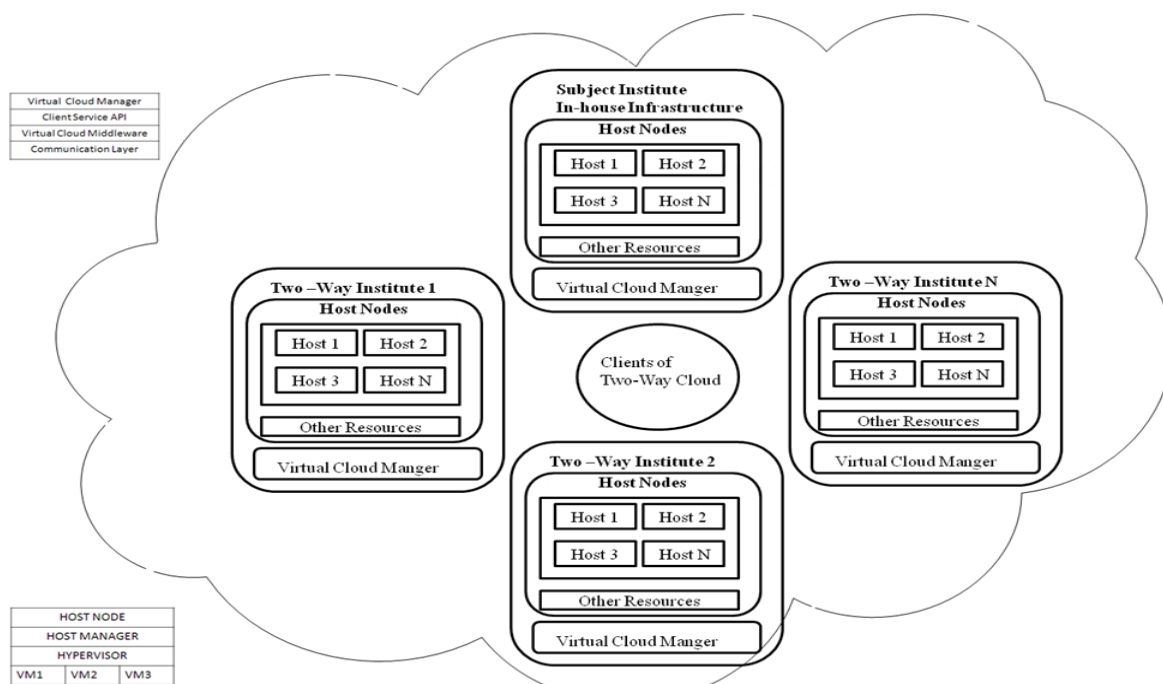 Virtual Cloud Manager
Client Service API
Virtual Cloud Middleware
Communication Layer
Subject Institute
In-house Infrastructure
Host Nodes
Host 1 Host 2
Host 3 Host N
Other Resources
Virtual Cloud Manger
Two –Way Institute 1
Host Nodes
Host 1 Host 2
Host 3 Host N
Other Resources
Virtual Cloud Manger
Clients of
Two-Way Cloud
Two –Way Institute N
Host Nodes
Host 1 Host 2
Host 3 Host N
Other Resources
Virtual Cloud Manger
Two –Way Institute 2
Host Nodes
Host 1 Host 2
Host 3 Host N
Other Resources
Virtual Cloud Manger
HOST NODE
HOST MANAGER
HYPERVISOR
VM1 VM2 VM3